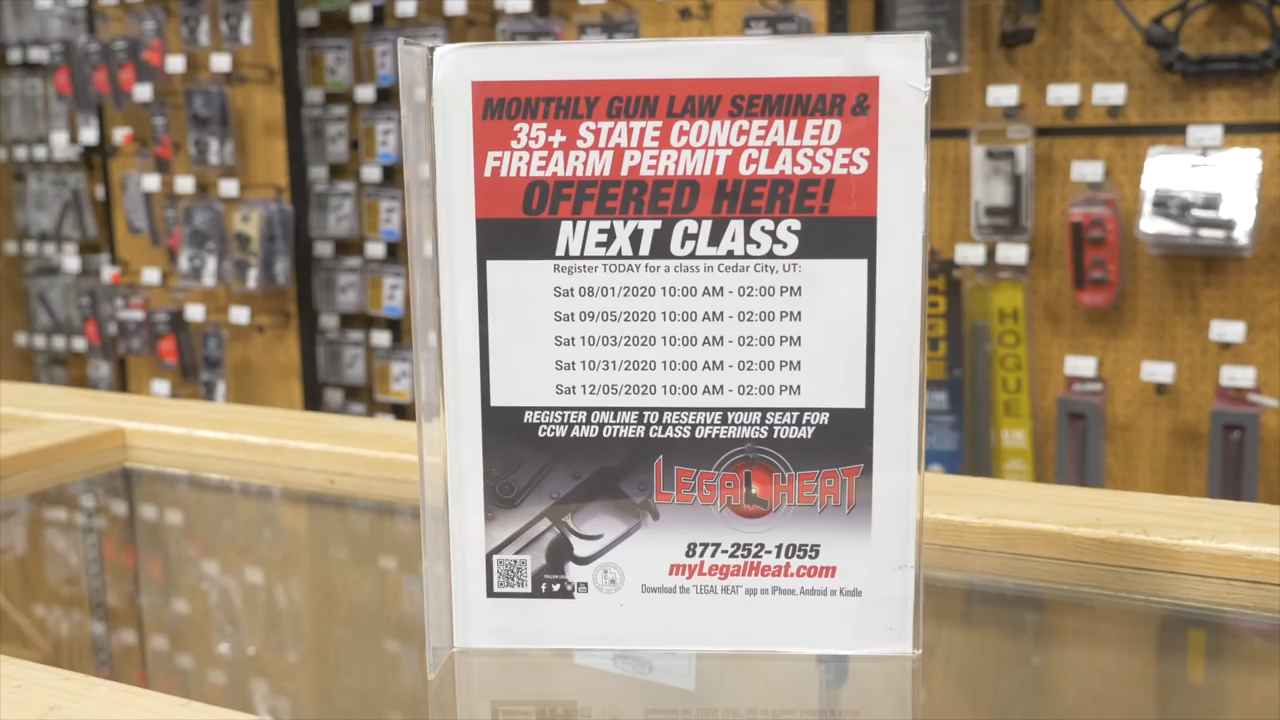 MONTHLY GUN LAW SEMINAR &
35+ STATE CONCEALED
FIREARM PERMIT CLASSES
OFFERED HERE!
NEXT CLASS
Register TODAY for a class in Cedar City, UT:
Sat 08/01/2020 10:00 AM - 02:00 PM
Sat 09/05/2020 10:00 AM - 02:00 PM
Sat 10/03/2020 10:00 AM - 02:00 PM
Sat 10/31/2020 10:00 AM - 02:00 PM
Sat 12/05/2020 10:00 AM - 02:00 PM
REGISTER ONLINE TO RESERVE YOUR SEAT FOR
CCW AND OTHER CLASS OFFERINGS TODAY
LEGAL HEAT
877-252-1055
myLegalHeat.com
Download the "LEGAL HEAT" app on IPhone, Android or Kindle
HOGUE